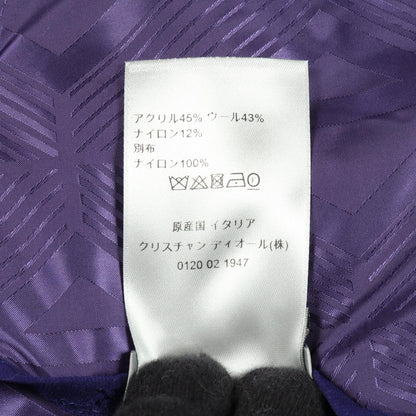 アクリル45% ウール43%
ナイロン12%
別布
ナイロン100%
原産国 イタリア
クリスチャン ディオール(株)
0120 02 1947